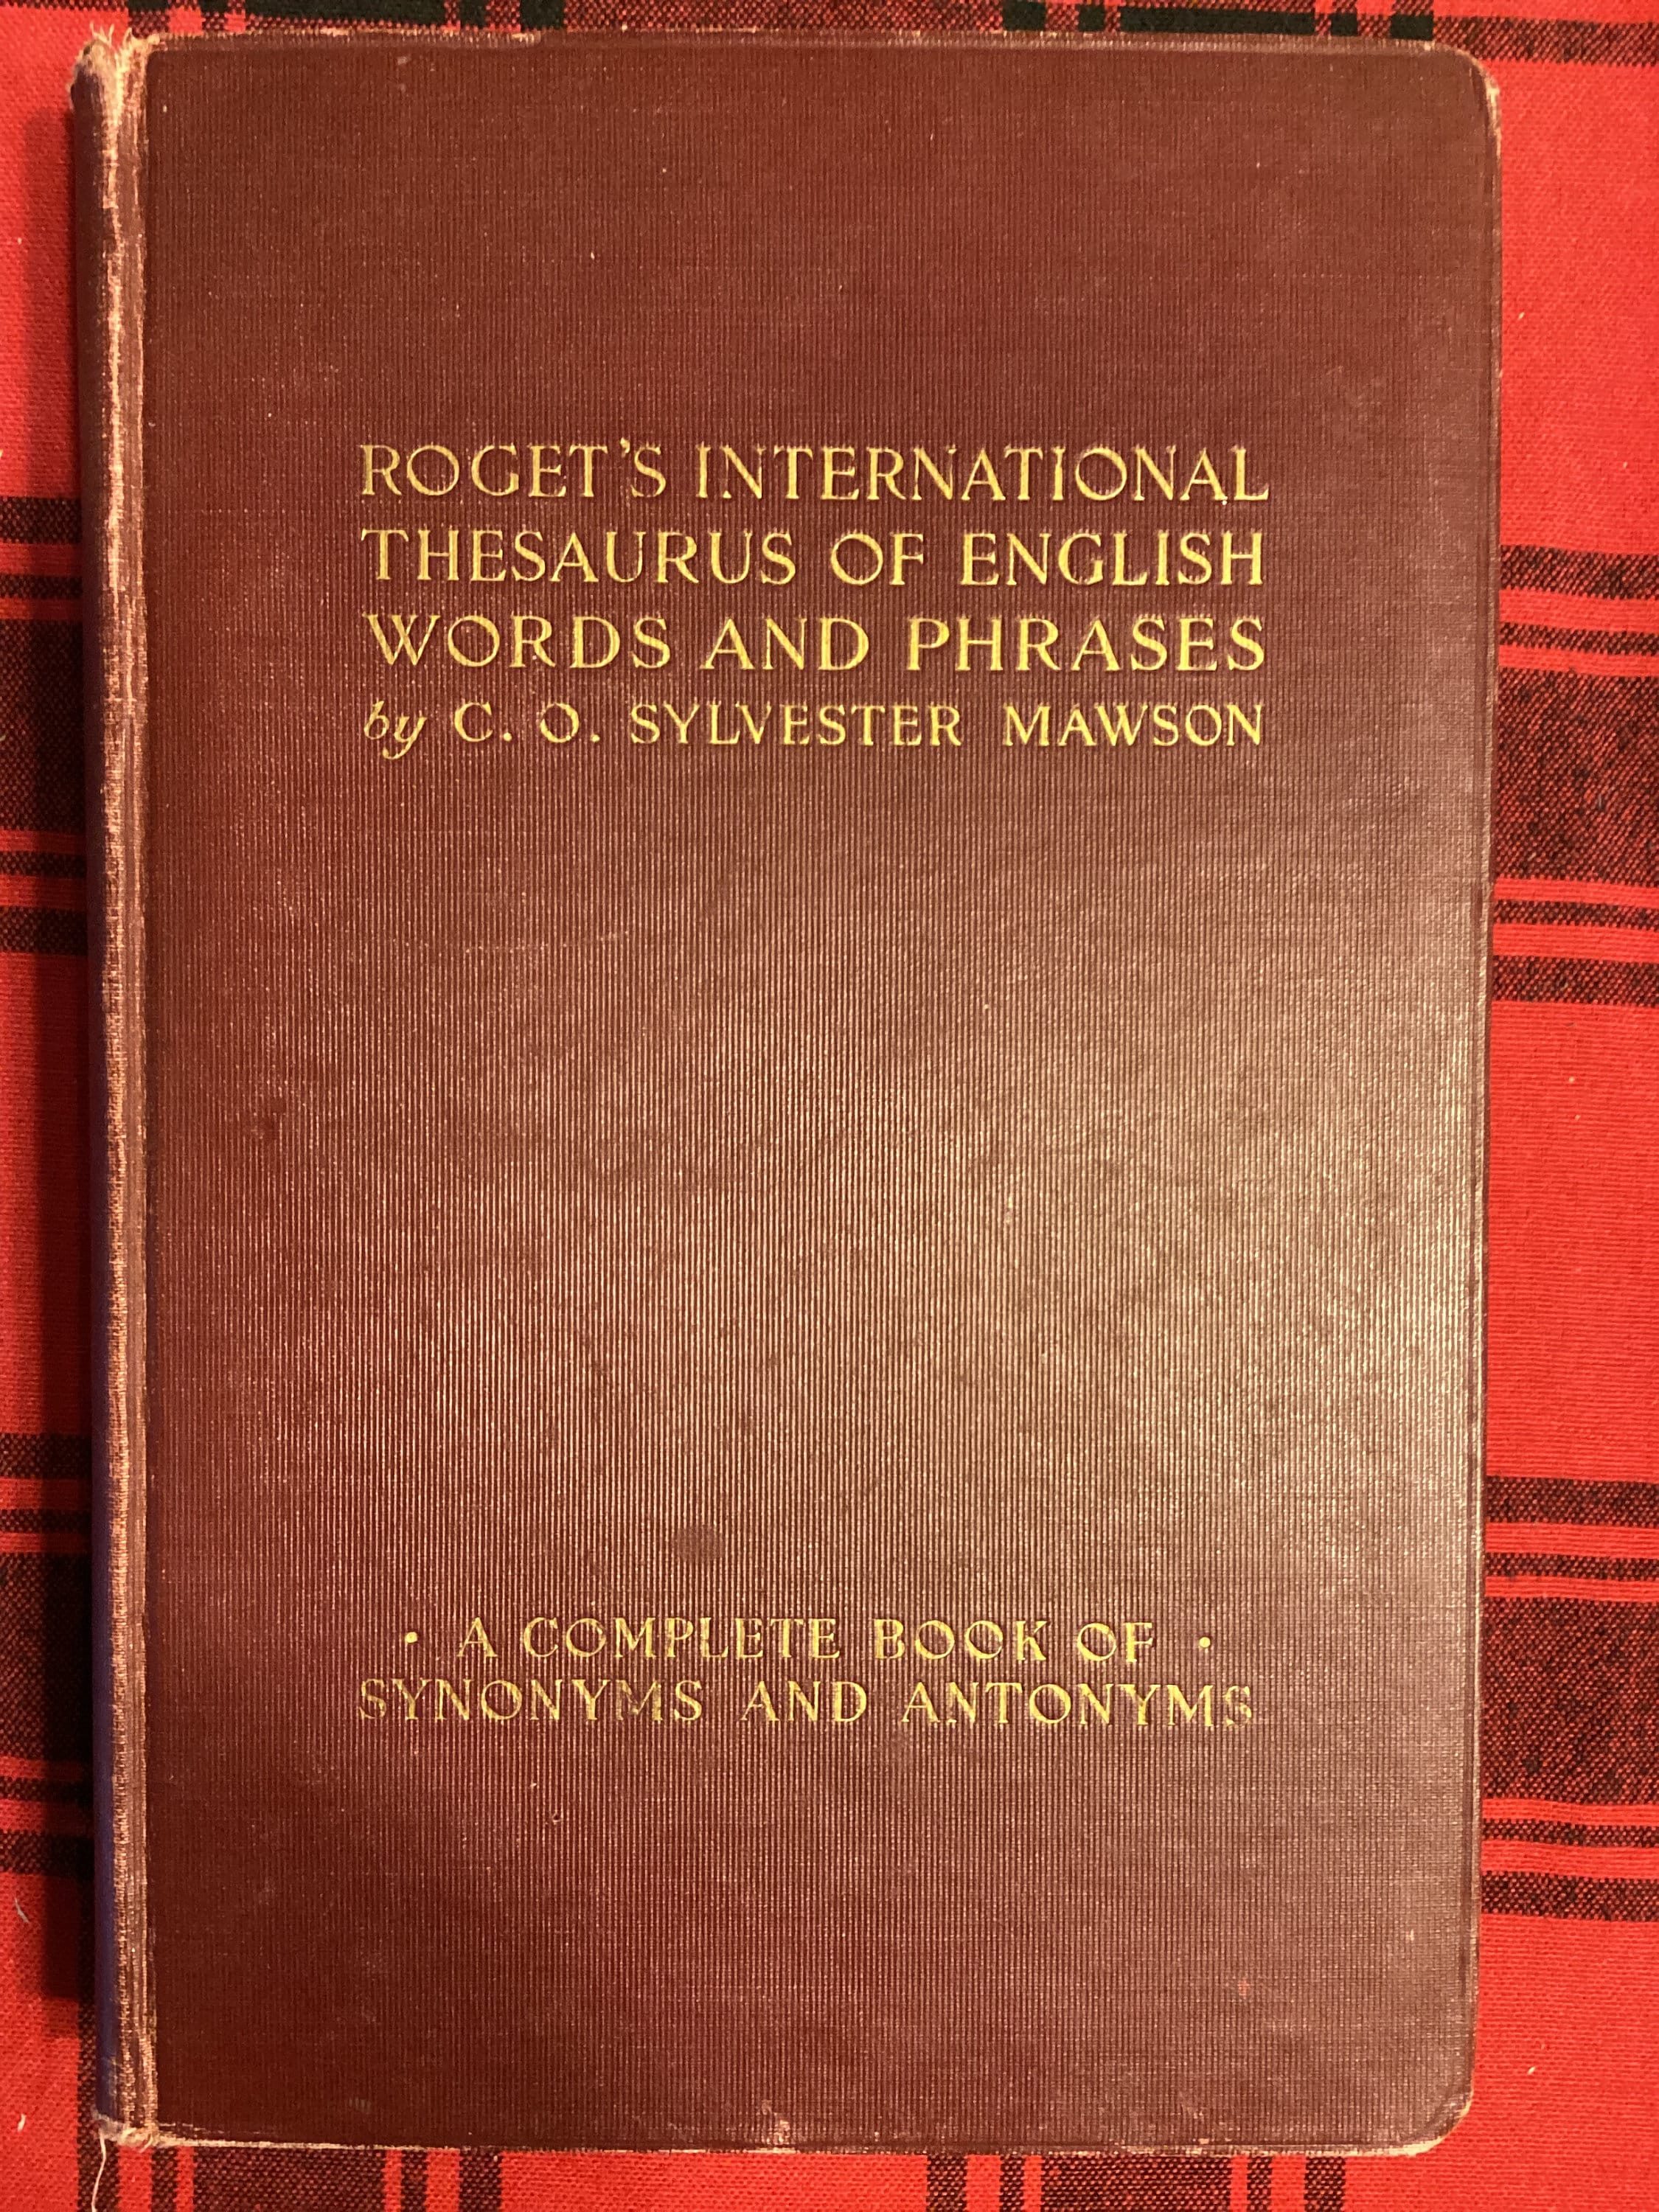 ROGET'S INTERNATIONAL
THESAURUS OF ENGLISH
WORDS AND PHRASES
by C. O. SYLVESTER MAWSON
· A COMPLETE BOOK OF ·
SYNONYMS AND ANTONYMS